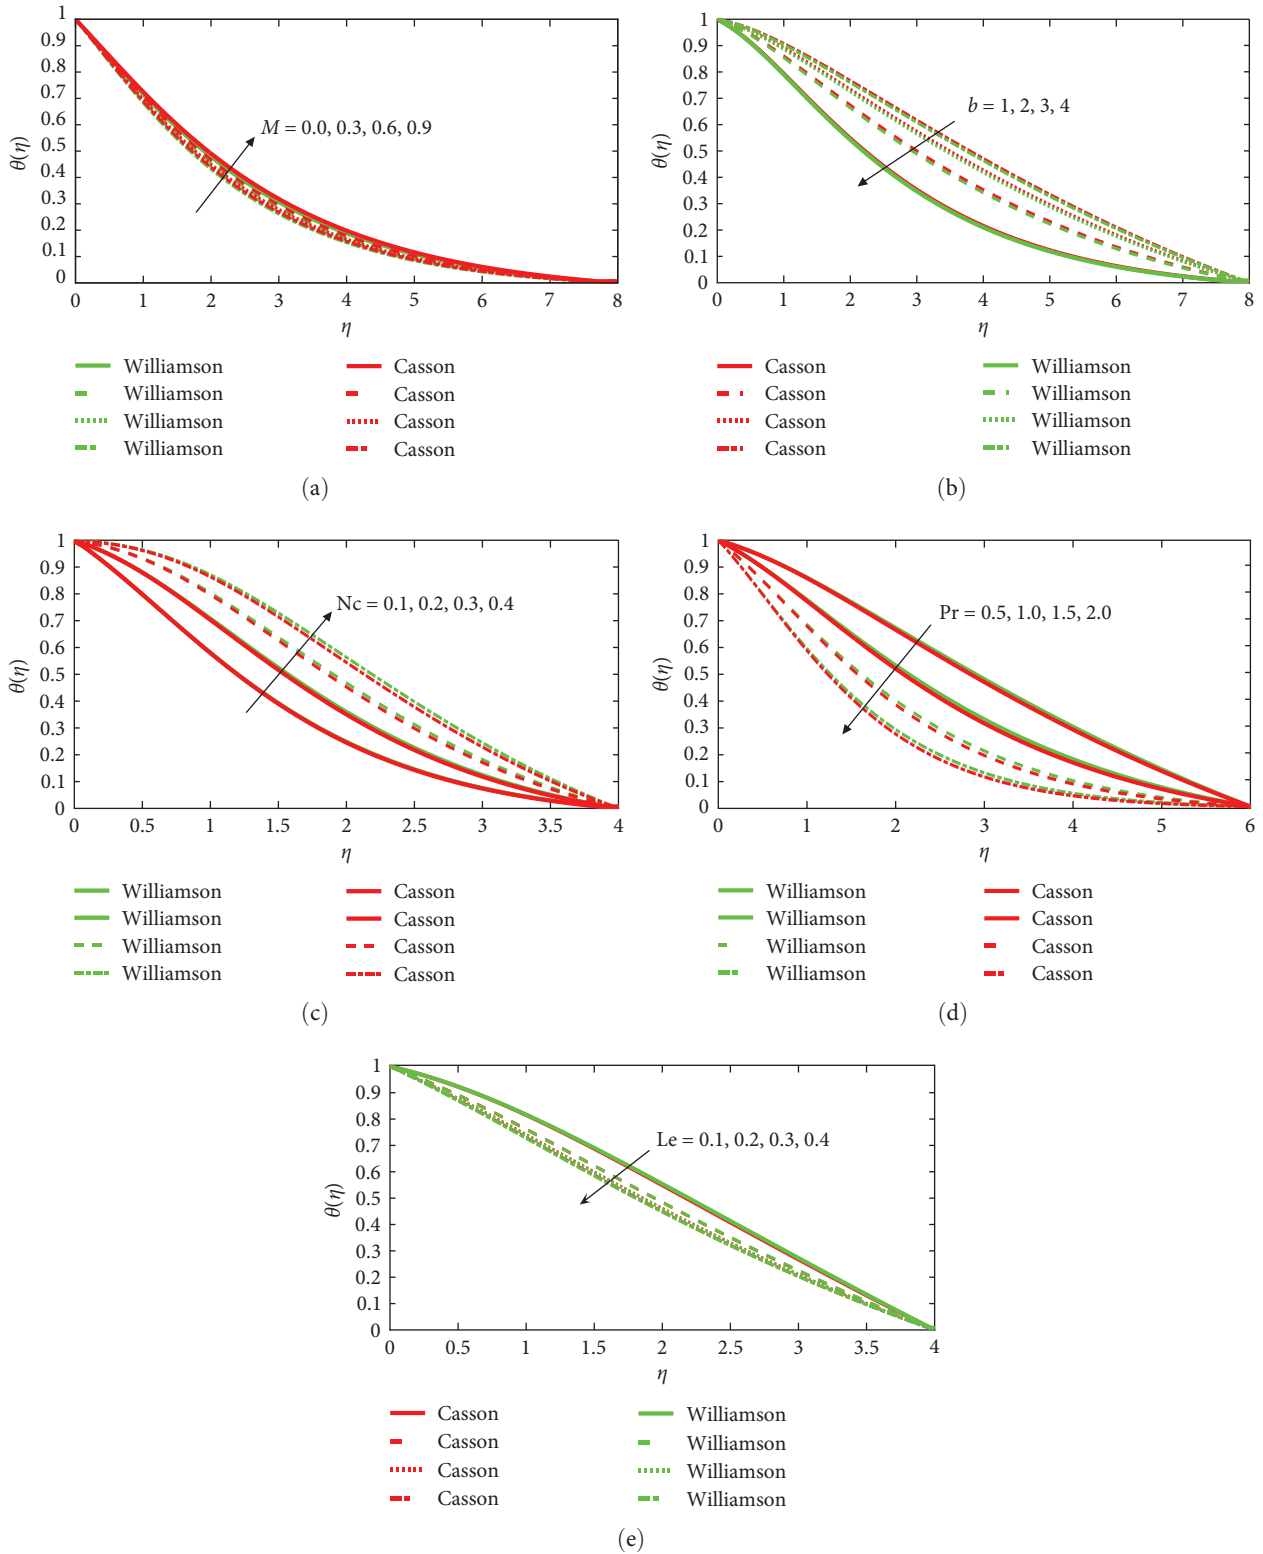 1
0.9
0.8
0.7
0.6
0.5
0.4
0.3
0.2
0.1
0
θ(η)
M = 0.0, 0.3, 0.6, 0.9
0 1 2 3 4 5 6 7 8
η
Williamson Casson
Williamson Casson
Williamson Casson
Williamson Casson
(a)
1
0.9
0.8
0.7
0.6
0.5
0.4
0.3
0.2
0.1
0
θ(η)
b = 1, 2, 3, 4
0 1 2 3 4 5 6 7 8
η
Casson Williamson
Casson Williamson
Casson Williamson
Casson Williamson
(b)
1
0.9
0.8
0.7
0.6
0.5
0.4
0.3
0.2
0.1
0
θ(η)
Nc = 0.1, 0.2, 0.3, 0.4
0 0.5 1 1.5 2 2.5 3 3.5 4
η
Williamson Casson
Williamson Casson
Williamson Casson
Williamson Casson
(c)
1
0.9
0.8
0.7
0.6
0.5
0.4
0.3
0.2
0.1
0
θ(η)
Pr = 0.5, 1.0, 1.5, 2.0
0 1 2 3 4 5 6
η
Williamson Casson
Williamson Casson
Williamson Casson
Williamson Casson
(d)
1
0.9
0.8
0.7
0.6
0.5
0.4
0.3
0.2
0.1
0
θ(η)
Le = 0.1, 0.2, 0.3, 0.4
0 0.5 1 1.5 2 2.5 3 3.5 4
η
Casson Williamson
Casson Williamson
Casson Williamson
Casson Williamson
(e)